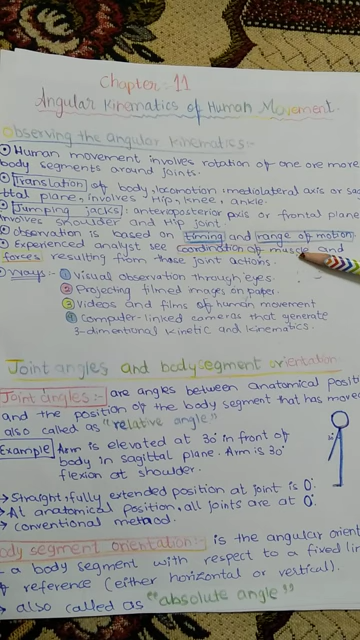 Chapter: 11
Angular Kinematics of Human Movement.
Observing the angular kinematics:-
Human movement involves rotation of one ore more
body segments around joints.
Translation of body, locomotion :mediolateral axis or sag
ttal plane, involves Hip, knee, ankle.
Jumping jacks: anteroposterior axis or frontal plane
involves shoulder and Hip joint.
Observation is based on timing and range of motion.
Experienced analyst see coordination of muscle and
forces resulting from those joint actions.
Ways:- 1 Visual observation through eyes.
2 Projecting filmed images on paper.
3 Videos and films of human movement
4 Computer-linked cameras that generate
3-dimentional kinetic and kinematics.
Joint angles and body segment orientation
Joint angles:- are angles between anatomical positi
and the position of the body segment that has move
also called as "relative angle"
Example Arm is elevated at 30° in front of
body in sagittal plane. Arm is 30°
flexion at shoulder.
30°
→ Straight, fully extended position at joint is 0°.
→ At anatomical position, all joints are at 0°.
→ conventional method.
ody segment orientation:- is the angular orient
a body segment with respect to a fixed lin
reference (either horizontal or vertical).
also called as "absolute angle"